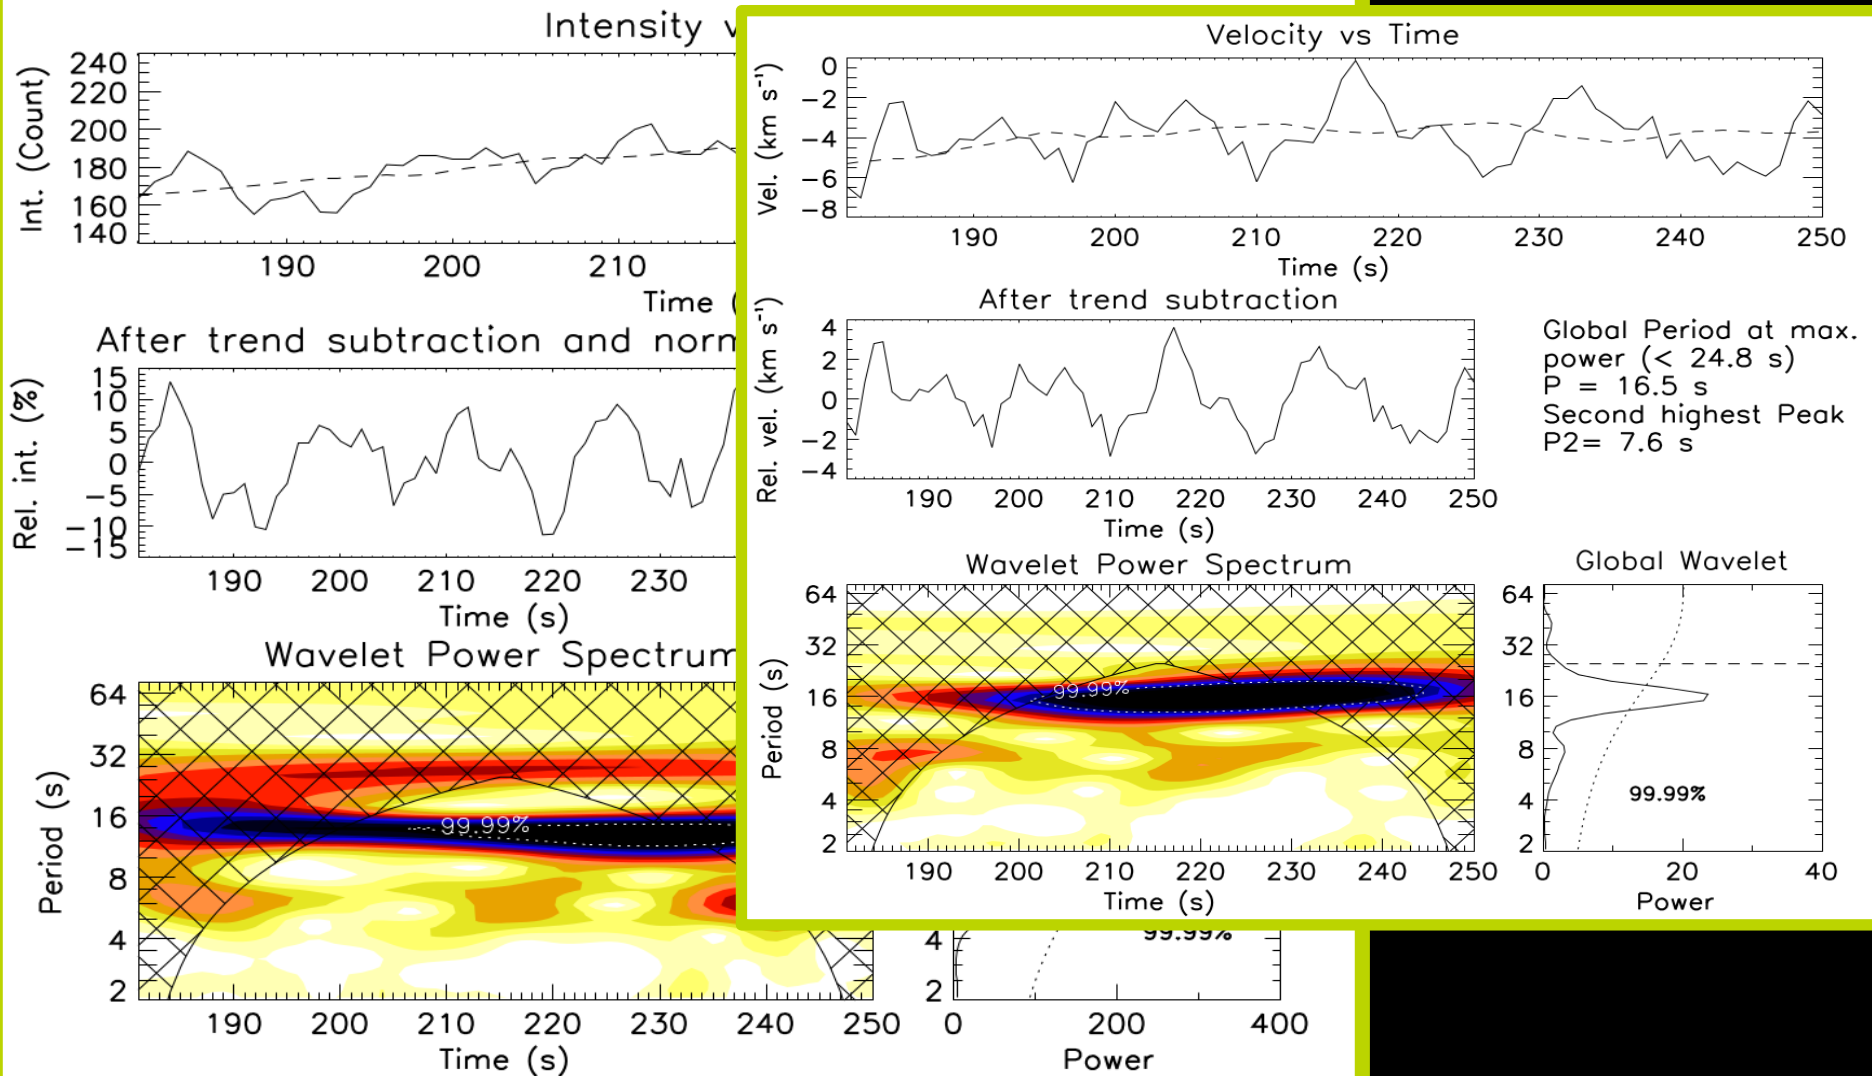 Intensity v
Int. (Count)
240
220
200
180
160
140
190 200 210
Time (
After trend subtraction and norm
Rel. int. (%)
15
10
5
0
−5
−10
−15
190 200 210 220 230
Time (s)
Wavelet Power Spectrum
Period (s)
64
32
16
8
4
2
99.99%
190 200 210 220 230 240 250
Time (s)
99.99%
4
2
0 200 400
Power
Velocity vs Time
Vel. (km s⁻¹)
0
−2
−4
−6
−8
190 200 210 220 230 240 250
Time (s)
After trend subtraction
Rel. vel. (km s⁻¹)
4
2
0
−2
−4
190 200 210 220 230 240 250
Time (s)
Global Period at max.
power (< 24.8 s)
P = 16.5 s
Second highest Peak
P2= 7.6 s
Wavelet Power Spectrum
Period (s)
64
32
16
8
4
2
99.99%
190 200 210 220 230 240 250
Time (s)
Global Wavelet
64
32
16
8
4
2
99.99%
0 20 40
Power